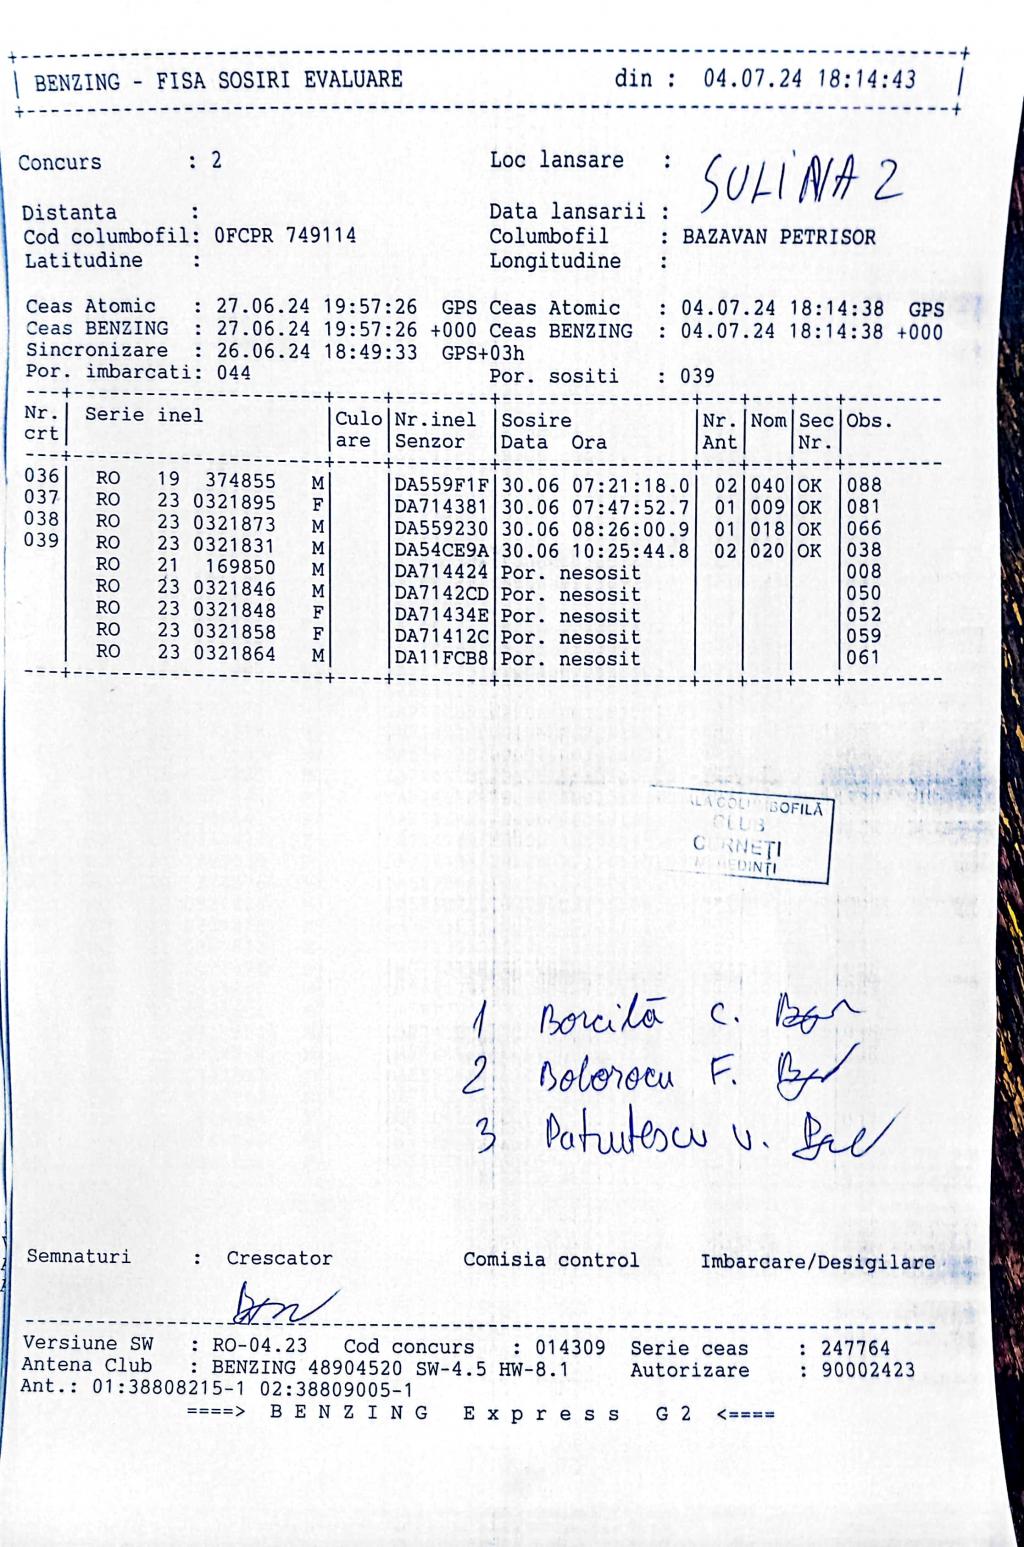 BENZING - FISA SOSIRI EVALUARE din : 04.07.24 18:14:43
Concurs : 2 Loc lansare : SULINA 2
Distanta : Data lansarii :
Cod columbofil: 0FCPR 749114 Columbofil : BAZAVAN PETRISOR
Latitudine : Longitudine :
Ceas Atomic : 27.06.24 19:57:26 GPS Ceas Atomic : 04.07.24 18:14:38 GPS
Ceas BENZING : 27.06.24 19:57:26 +000 Ceas BENZING : 04.07.24 18:14:38 +000
Sincronizare : 26.06.24 18:49:33 GPS+03h
Por. imbarcati: 044 Por. sositi : 039
Nr. Serie inel Culo Nr.inel Sosire Nr. Nom Sec Obs.
crt are Senzor Data Ora Ant Nr.
036 RO 19 374855 M DA559F1F 30.06 07:21:18.0 02 040 OK 088
037 RO 23 0321895 F DA714381 30.06 07:47:52.7 01 009 OK 081
038 RO 23 0321873 M DA559230 30.06 08:26:00.9 01 018 OK 066
039 RO 23 0321831 M DA54CE9A 30.06 10:25:44.8 02 020 OK 038
RO 21 169850 M DA714424 Por. nesosit 008
RO 23 0321846 M DA7142CD Por. nesosit 050
RO 23 0321848 F DA71434E Por. nesosit 052
RO 23 0321858 F DA71412C Por. nesosit 059
RO 23 0321864 M DA11FCB8 Por. nesosit 061
CLUB
CURNEȚI
1 Borcilă C.
2 Bolorocu F.
3 Patrutescu V.
Semnaturi : Crescator Comisia control Imbarcare/Desigilare
Versiune SW : RO-04.23 Cod concurs : 014309 Serie ceas : 247764
Antena Club : BENZING 48904520 SW-4.5 HW-8.1 Autorizare : 90002423
Ant.: 01:38808215-1 02:38809005-1
====> B E N Z I N G E x p r e s s G 2 <====